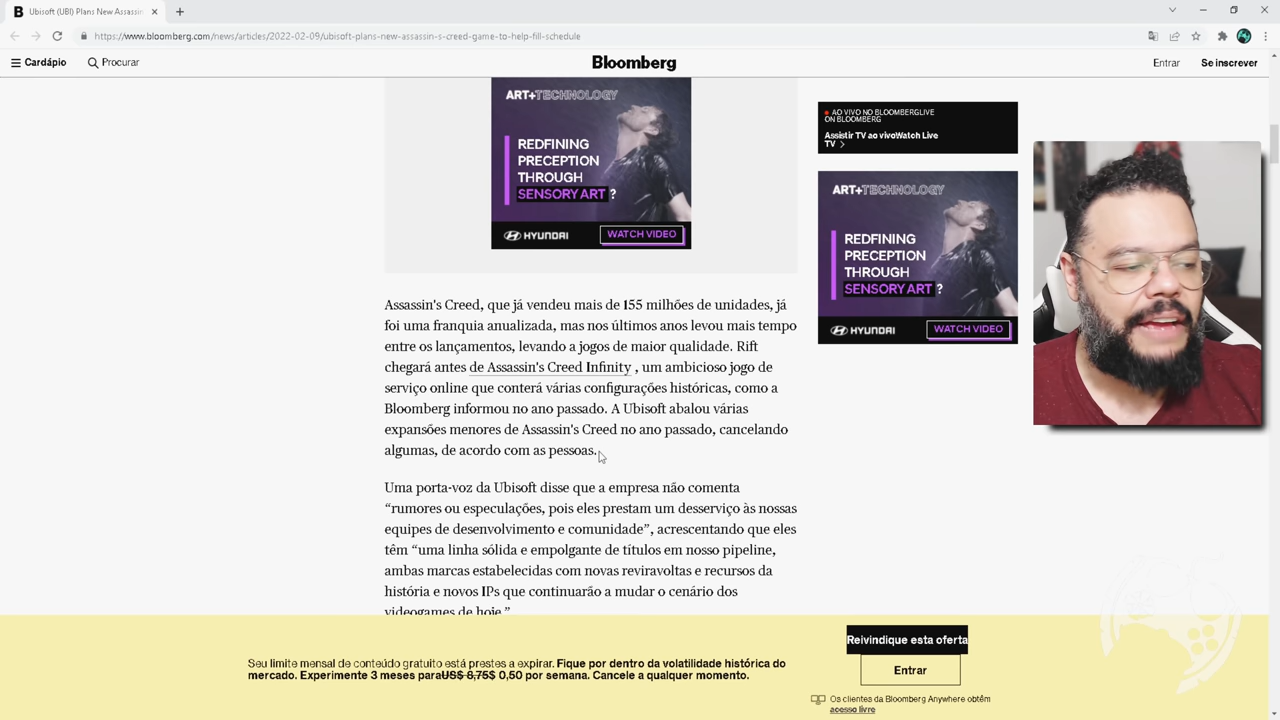 Ubisoft (UBI) Plans New Assassin
https://www.bloomberg.com/news/articles/2022-02-09/ubisoft-plans-new-assassin-s-creed-game-to-help-fill-schedule
Cardápio
Procurar
Bloomberg
Entrar
Se inscrever
ART+TECHNOLOGY
REDFINING
PRECEPTION
THROUGH
SENSORY ART ?
HYUNDAI
WATCH VIDEO
AO VIVO NO BLOOMBERGLIVE
ON BLOOMBERG
Assistir TV ao vivoWatch Live
TV
ART+TECHNOLOGY
REDFINING
PRECEPTION
THROUGH
SENSORY ART ?
HYUNDAI
WATCH VIDEO
Assassin's Creed, que já vendeu mais de 155 milhões de unidades, já
foi uma franquia anualizada, mas nos últimos anos levou mais tempo
entre os lançamentos, levando a jogos de maior qualidade. Rift
chegará antes de Assassin's Creed Infinity , um ambicioso jogo de
serviço online que conterá várias configurações históricas, como a
Bloomberg informou no ano passado. A Ubisoft abalou várias
expansões menores de Assassin's Creed no ano passado, cancelando
algumas, de acordo com as pessoas.
Uma porta-voz da Ubisoft disse que a empresa não comenta
“rumores ou especulações, pois eles prestam um desserviço às nossas
equipes de desenvolvimento e comunidade”, acrescentando que eles
têm “uma linha sólida e empolgante de títulos em nosso pipeline,
ambas marcas estabelecidas com novas reviravoltas e recursos da
história e novos IPs que continuarão a mudar o cenário dos
videogames de hoje.”
Seu limite mensal de conteúdo gratuito está prestes a expirar. Fique por dentro da volatilidade histórica do
mercado. Experimente 3 meses paraUS$ 8,75$ 0,50 por semana. Cancele a qualquer momento.
Reivindique esta oferta
Entrar
Os clientes da Bloomberg Anywhere obtêm
acesso livre